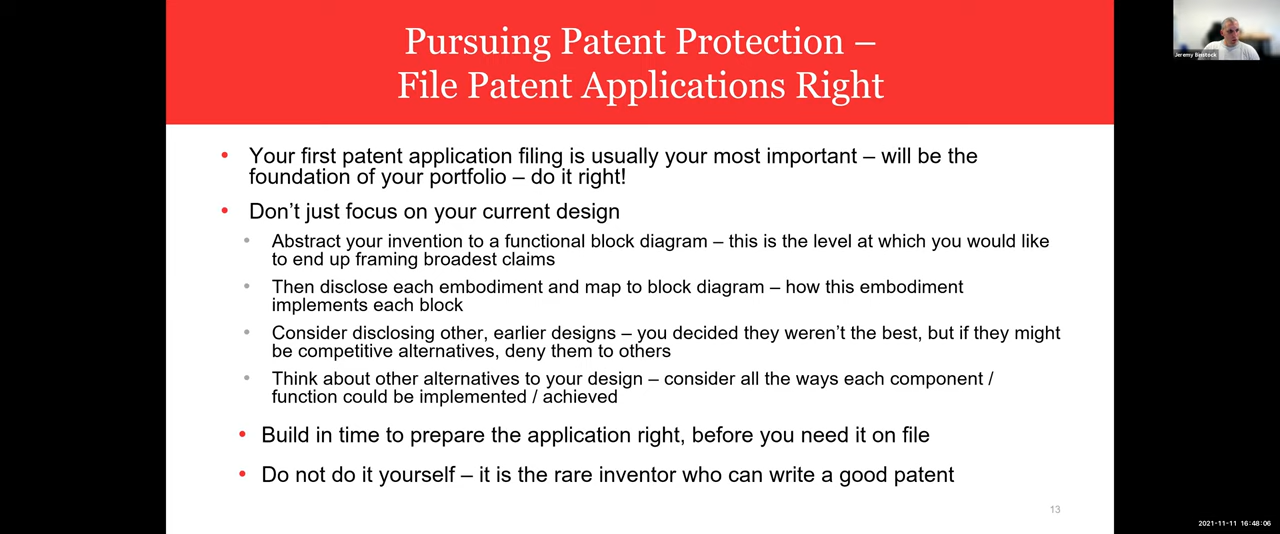 Pursuing Patent Protection –
File Patent Applications Right
Jeremy Binstock
• Your first patent application filing is usually your most important – will be the
foundation of your portfolio – do it right!
• Don’t just focus on your current design
• Abstract your invention to a functional block diagram – this is the level at which you would like
to end up framing broadest claims
• Then disclose each embodiment and map to block diagram – how this embodiment
implements each block
• Consider disclosing other, earlier designs – you decided they weren’t the best, but if they might
be competitive alternatives, deny them to others
• Think about other alternatives to your design – consider all the ways each component /
function could be implemented / achieved
• Build in time to prepare the application right, before you need it on file
• Do not do it yourself – it is the rare inventor who can write a good patent
13
2021-11-11 16:48:06